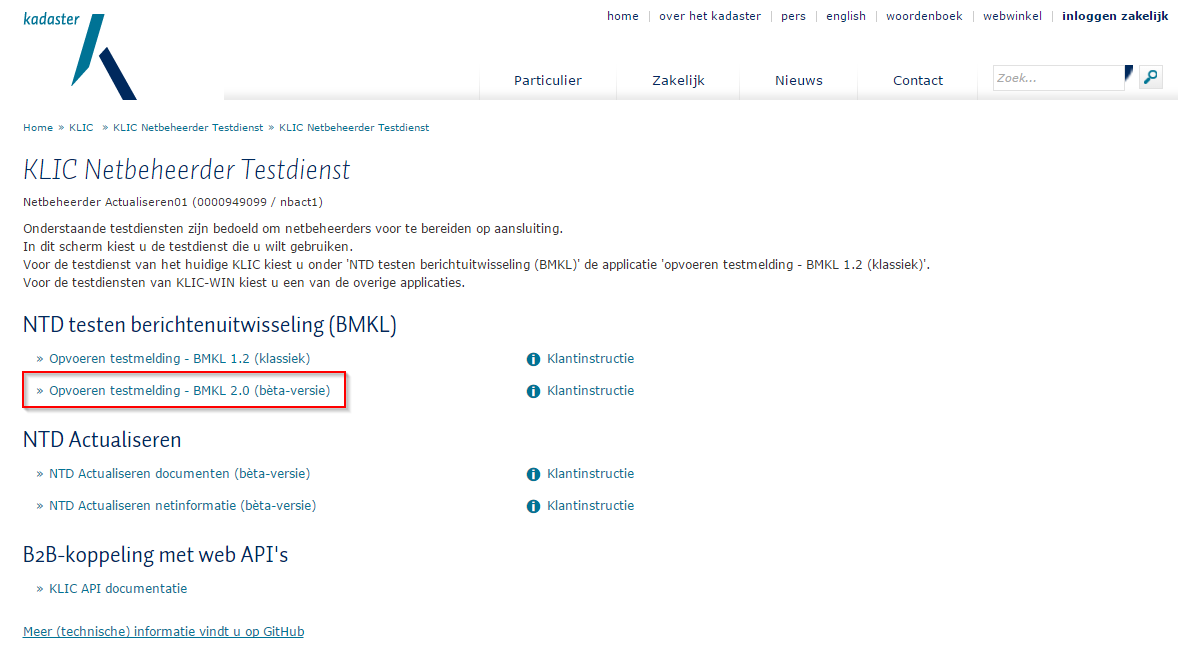 kadaster
home | over het kadaster | pers | english | woordenboek | webwinkel | inloggen zakelijk
Particulier Zakelijk Nieuws Contact Zoek...
Home » KLIC » KLIC Netbeheerder Testdienst » KLIC Netbeheerder Testdienst
KLIC Netbeheerder Testdienst
Netbeheerder Actualiseren01 (0000949099 / nbact1)
Onderstaande testdiensten zijn bedoeld om netbeheerders voor te bereiden op aansluiting.
In dit scherm kiest u de testdienst die u wilt gebruiken.
Voor de testdienst van het huidige KLIC kiest u onder 'NTD testen berichtuitwisseling (BMKL)' de applicatie 'opvoeren testmelding - BMKL 1.2 (klassiek)'.
Voor de testdiensten van KLIC-WIN kiest u een van de overige applicaties.
NTD testen berichtenuitwisseling (BMKL)
» Opvoeren testmelding - BMKL 1.2 (klassiek) i Klantinstructie
» Opvoeren testmelding - BMKL 2.0 (bèta-versie) i Klantinstructie
NTD Actualiseren
» NTD Actualiseren documenten (bèta-versie) i Klantinstructie
» NTD Actualiseren netinformatie (bèta-versie) i Klantinstructie
B2B-koppeling met web API's
» KLIC API documentatie
Meer (technische) informatie vindt u op GitHub